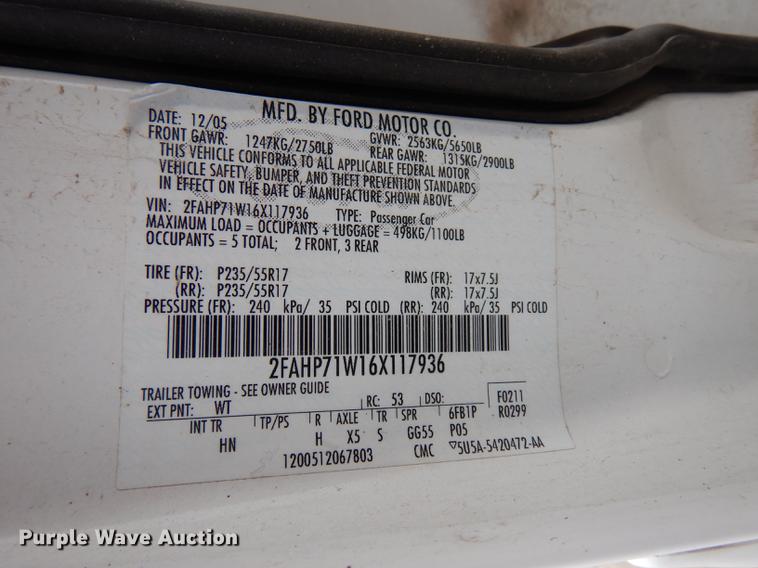 MFD. BY FORD MOTOR CO.
DATE: 12/05 GVWR: 2563KG/5650LB
FRONT GAWR: 1247KG/2750LB REAR GAWR: 1315KG/2900LB
THIS VEHICLE CONFORMS TO ALL APPLICABLE FEDERAL MOTOR
VEHICLE SAFETY, BUMPER, AND THEFT PREVENTION STANDARDS
IN EFFECT ON THE DATE OF MANUFACTURE SHOWN ABOVE.
VIN: 2FAHP71W16X117936 TYPE: Passenger Car
MAXIMUM LOAD = OCCUPANTS + LUGGAGE = 498KG/1100LB
OCCUPANTS = 5 TOTAL; 2 FRONT, 3 REAR
TIRE (FR): P235/55R17 RIMS (FR): 17x7.5J
(RR): P235/55R17 (RR): 17x7.5J
PRESSURE (FR): 240 kPa/ 35 PSI COLD (RR): 240 kPa/ 35 PSI COLD
2FAHP71W16X117936
TRAILER TOWING - SEE OWNER GUIDE
EXT PNT: WT RC: 53 DSO: F0211
INT TR TP/PS R AXLE TR SPR 6FB1P R0299
HN H X5 S GG55 P05
1200512067803 CMC ▽5U5A-5420472-AA
Purple Wave Auction